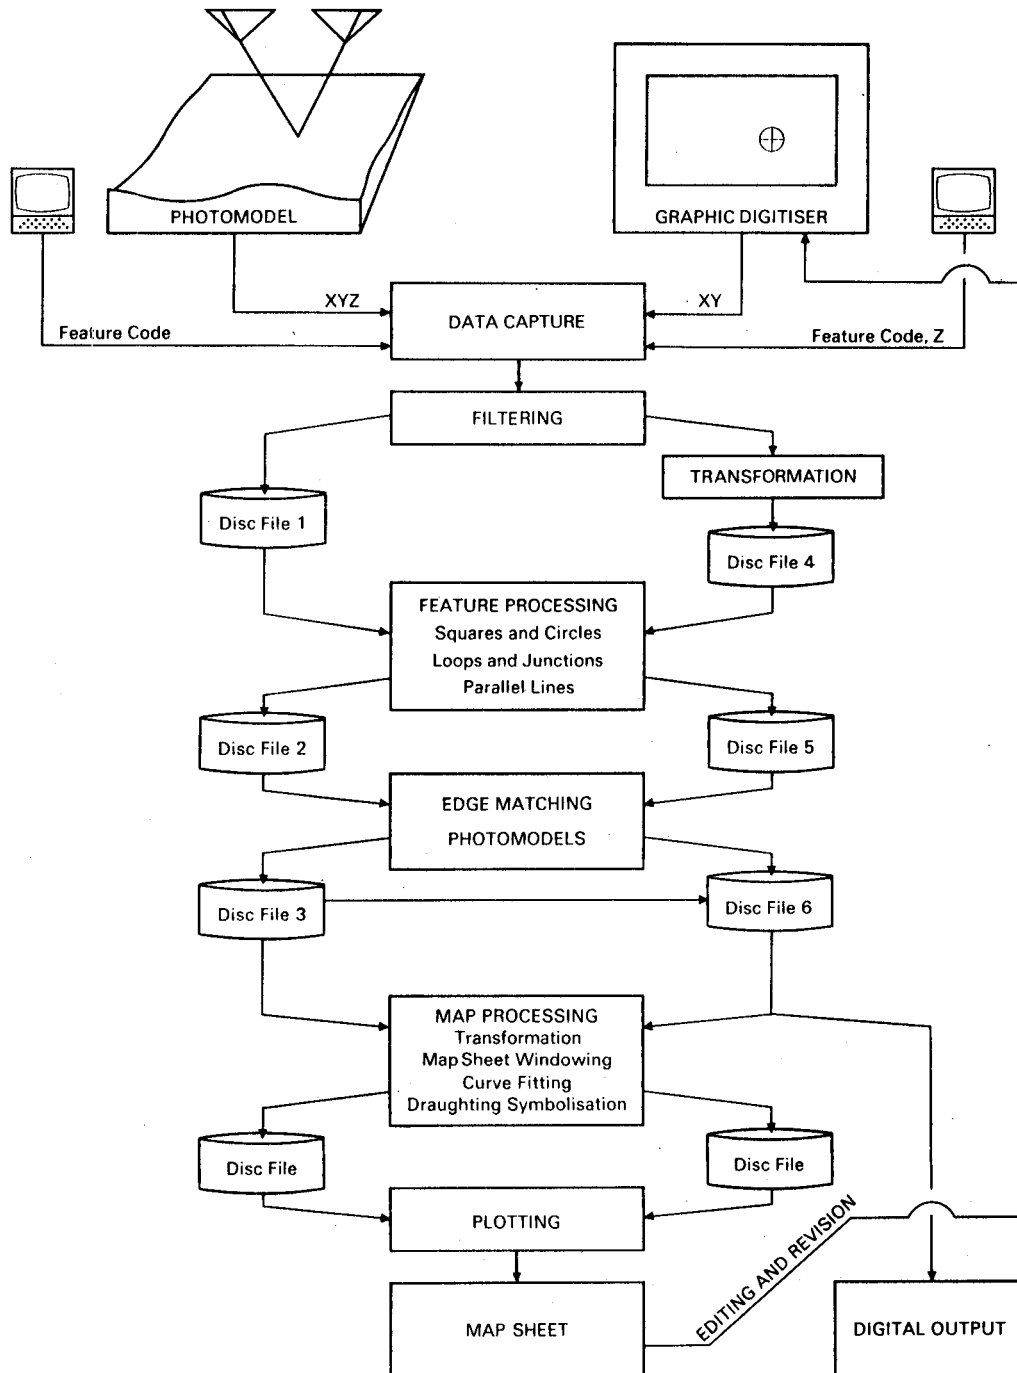 PHOTOMODEL
GRAPHIC DIGITISER
XYZ
XY
DATA CAPTURE
Feature Code
Feature Code, Z
FILTERING
TRANSFORMATION
Disc File 1
Disc File 4
FEATURE PROCESSING
Squares and Circles
Loops and Junctions
Parallel Lines
Disc File 2
Disc File 5
EDGE MATCHING
PHOTOMODELS
Disc File 3
Disc File 6
MAP PROCESSING
Transformation
Map Sheet Windowing
Curve Fitting
Draughting Symbolisation
Disc File
Disc File
PLOTTING
EDITING AND REVISION
MAP SHEET
DIGITAL OUTPUT